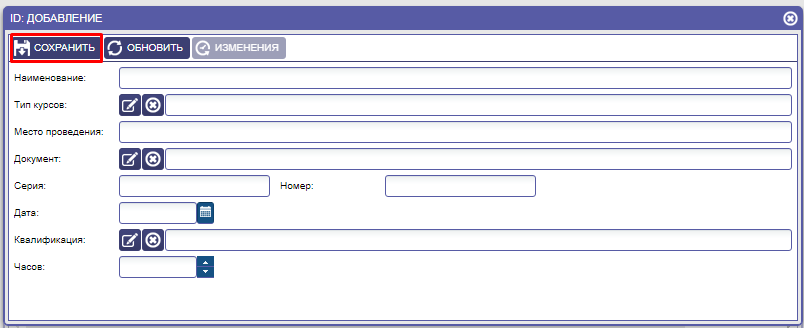 ID: ДОБАВЛЕНИЕ
СОХРАНИТЬ ОБНОВИТЬ ИЗМЕНЕНИЯ
Наименование:
Тип курсов:
Место проведения:
Документ:
Серия: Номер:
Дата:
Квалификация:
Часов: